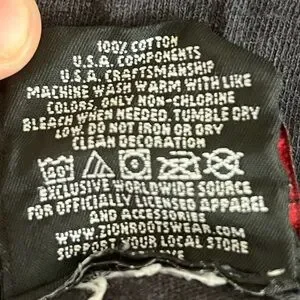 100% COTTON
U.S.A. COMPONENTS
U.S.A. CRAFTSMANSHIP
MACHINE WASH WARM WITH LIKE
COLORS, ONLY NON-CHLORINE
BLEACH WHEN NEEDED. TUMBLE DRY
LOW. DO NOT IRON OR DRY
CLEAN DECORATION
EXCLUSIVE WORLDWIDE SOURCE
FOR OFFICIALLY LICENSED APPAREL
AND ACCESSORIES
WWW.ZIONROOTSWEAR.COM
SUPPORT YOUR LOCAL STORE